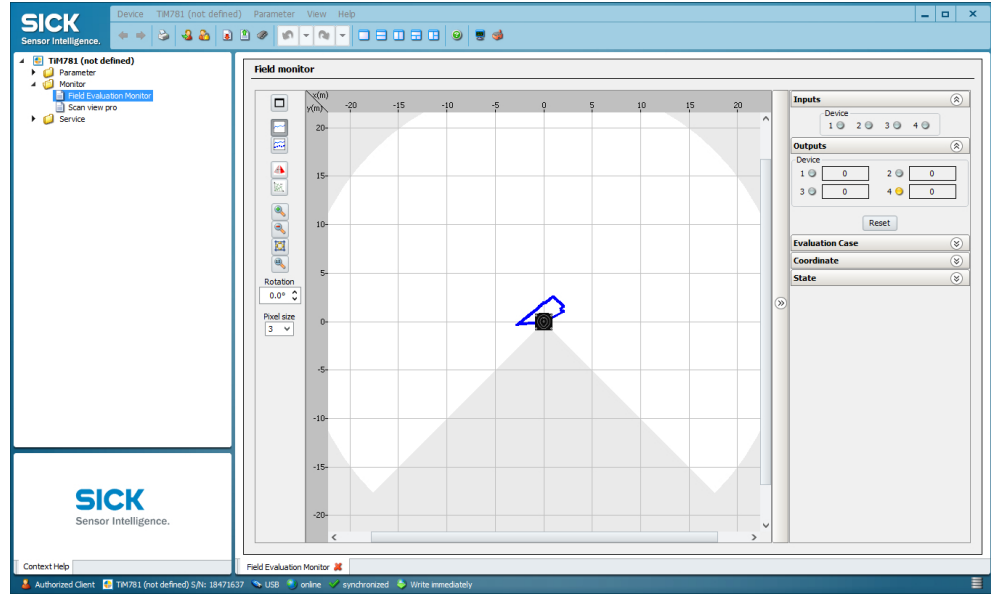 SICK
Sensor Intelligence.
Device TiM781 (not defined) Parameter View Help
TiM781 (not defined)
Parameter
Monitor
Field Evaluation Monitor
Scan view pro
Service
Field monitor
x(m)
y(m)
-20 -15 -10 -5 0 5 10 15 20
20
15
10
5
0
-5
-10
-15
-20
Rotation
0.0°
Pixel size
3
Inputs
Device
1 2 3 4
Outputs
Device
1 0 2 0
3 0 4 0
Reset
Evaluation Case
Coordinate
State
SICK
Sensor Intelligence.
Context Help
Field Evaluation Monitor
Authorized Client TiM781 (not defined) S/N: 18471637 USB online synchronized Write immediately